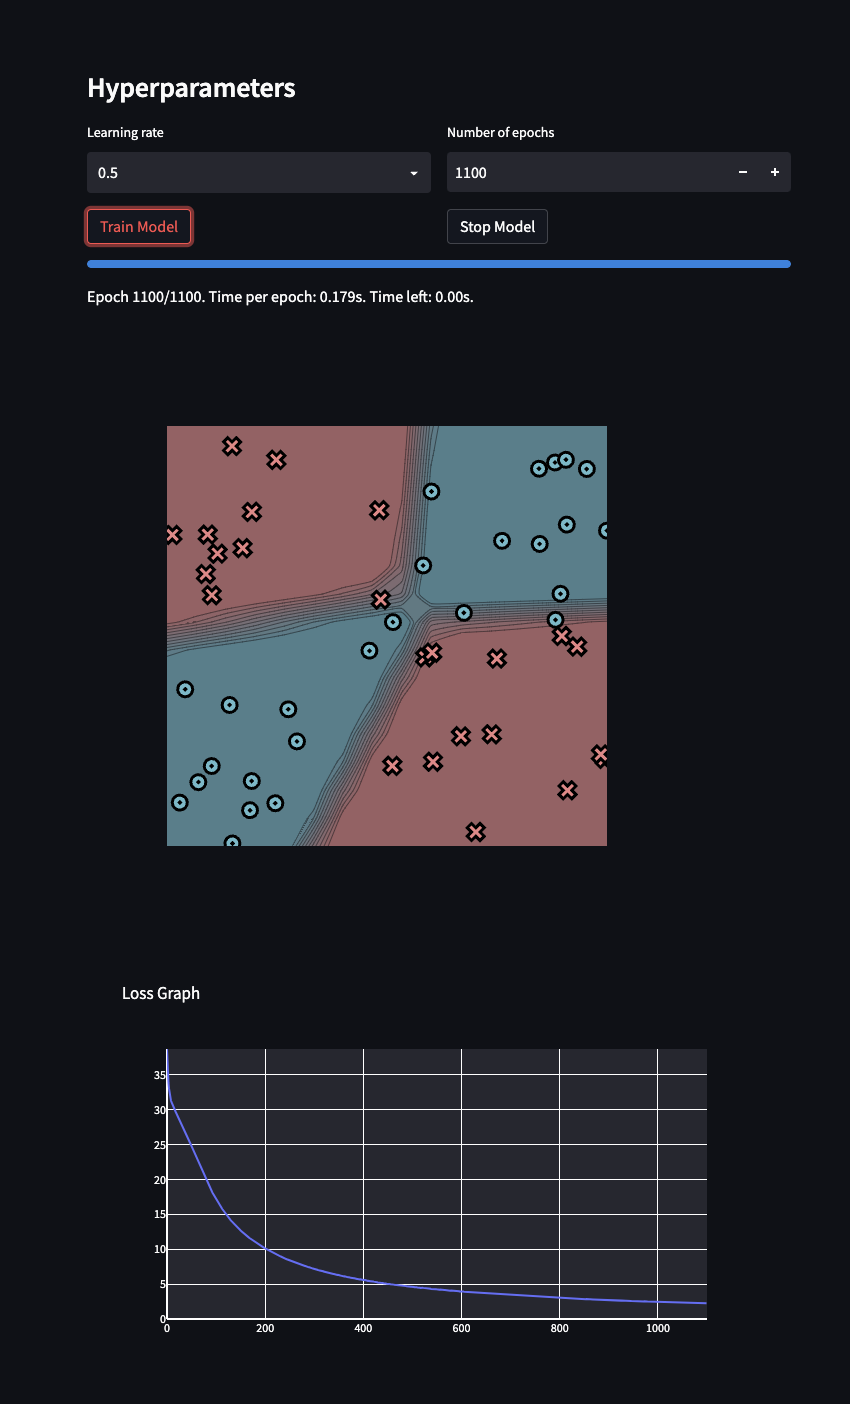 Hyperparameters
Learning rate
Number of epochs
0.5
1100
− +
Train Model
Stop Model
Epoch 1100/1100. Time per epoch: 0.179s. Time left: 0.00s.
Loss Graph
35
30
25
20
15
10
5
0
0 200 400 600 800 1000